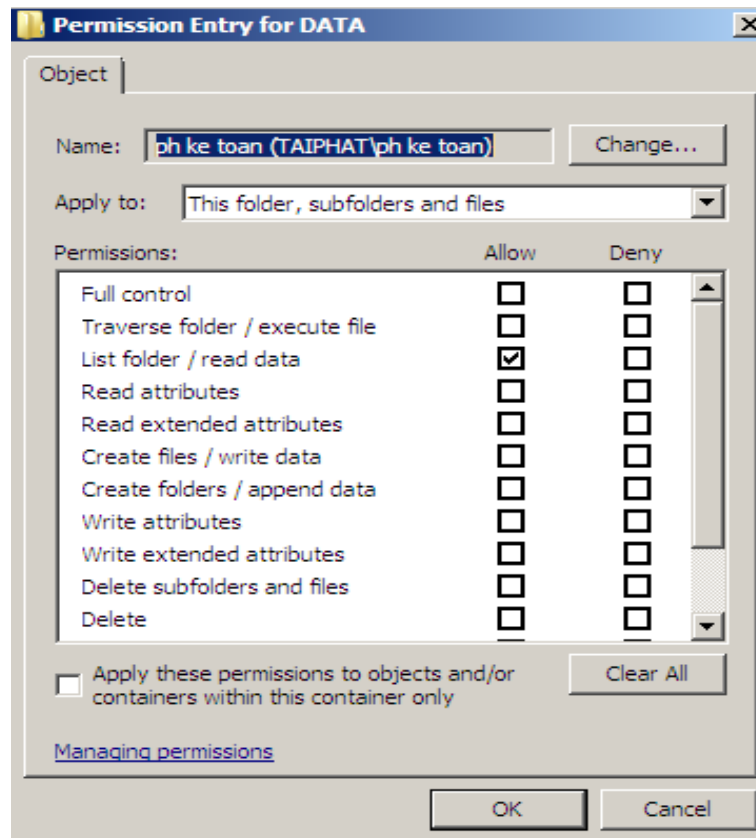 Permission Entry for DATA
Object
Name: ph ke toan (TAIPHAT\ph ke toan) Change...
Apply to: This folder, subfolders and files
Permissions: Allow Deny
Full control
Traverse folder / execute file
List folder / read data
Read attributes
Read extended attributes
Create files / write data
Create folders / append data
Write attributes
Write extended attributes
Delete subfolders and files
Delete
Apply these permissions to objects and/or
containers within this container only
Clear All
Managing permissions
OK Cancel